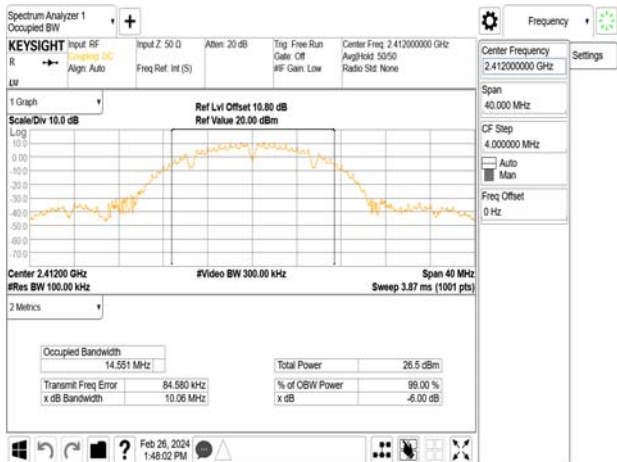 Spectrum Analyzer 1
Occupied BW
Frequency
KEYSIGHT
Input: RF
Coupling: DC
Align: Auto
Input Z: 50 Ω
Freq Ref: Int (S)
Atten: 20 dB
Trig: Free Run
Gate: Off
#IF Gain: Low
Center Freq: 2.412000000 GHz
Avg|Hold: 50/50
Radio Std: None
R
LXI
Center Frequency
2.412000000 GHz
Settings
Span
40.000 MHz
CF Step
4.000000 MHz
Auto
Man
Freq Offset
0 Hz
1 Graph
Scale/Div 10.0 dB
Ref Lvl Offset 10.80 dB
Ref Value 20.00 dBm
Log
10.0
0.00
-10.0
-20.0
-30.0
-40.0
-50.0
-60.0
-70.0
Center 2.41200 GHz
#Video BW 300.00 kHz
Span 40 MHz
#Res BW 100.00 kHz
Sweep 3.87 ms (1001 pts)
2 Metrics
Occupied Bandwidth
14.551 MHz
Total Power
26.5 dBm
Transmit Freq Error
84.580 kHz
% of OBW Power
99.00 %
x dB Bandwidth
10.06 MHz
x dB
-6.00 dB
?
Feb 26, 2024
1:48:02 PM